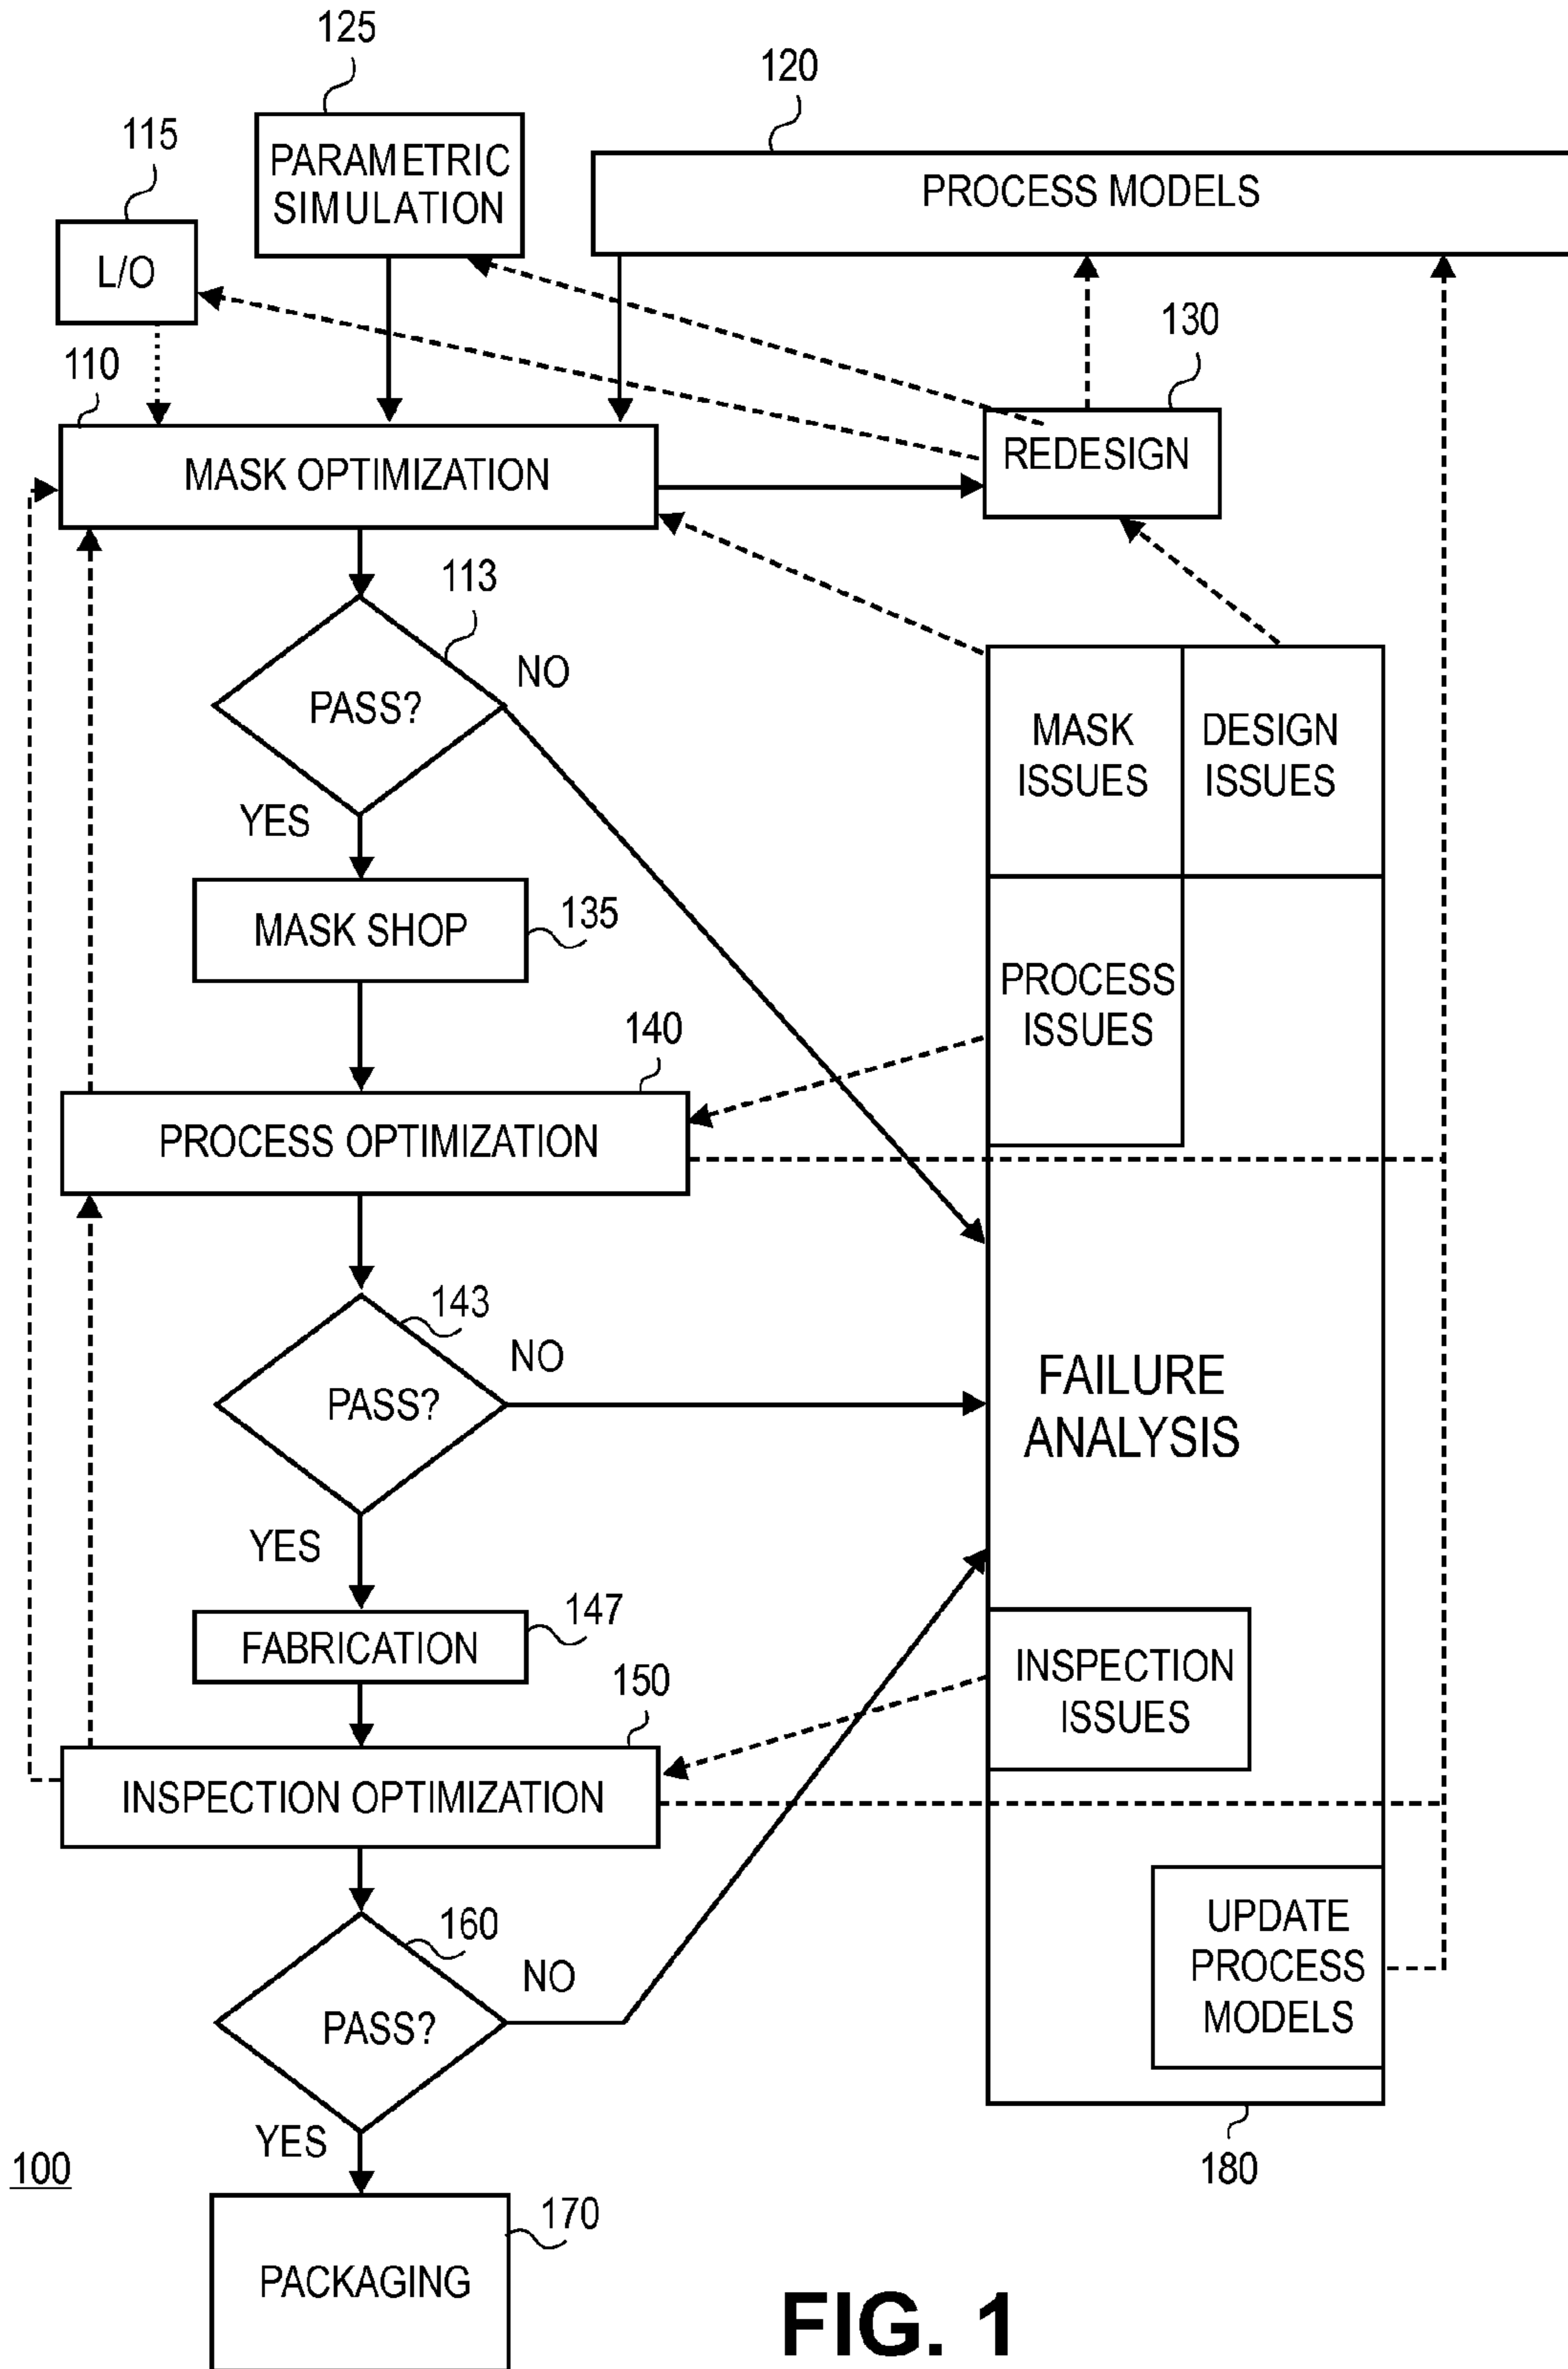 125
120
115
PARAMETRIC
SIMULATION
PROCESS MODELS
L/O
130
110
REDESIGN
MASK OPTIMIZATION
113
NO
PASS?
MASK
ISSUES
DESIGN
ISSUES
YES
MASK SHOP
135
PROCESS
ISSUES
140
PROCESS OPTIMIZATION
143
NO
PASS?
FAILURE
ANALYSIS
YES
147
FABRICATION
INSPECTION
ISSUES
150
INSPECTION OPTIMIZATION
160
NO
UPDATE
PROCESS
MODELS
PASS?
YES
100
180
170
PACKAGING
FIG. 1